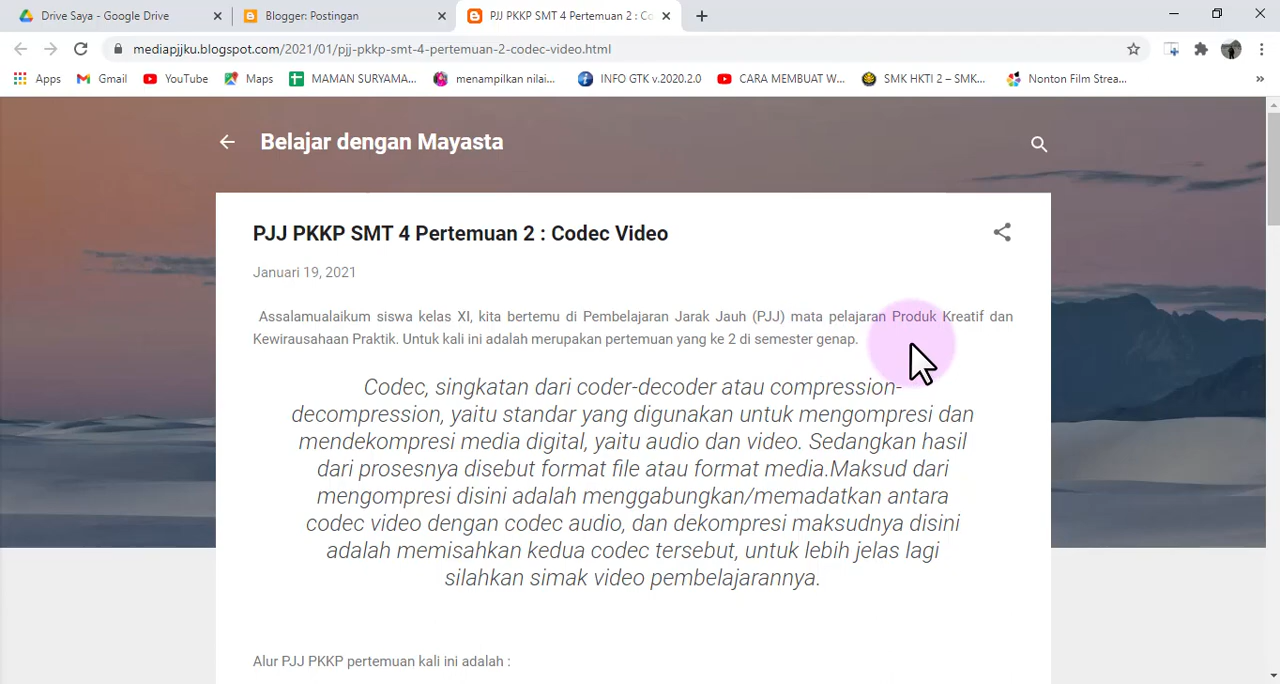 Drive Saya - Google Drive
Blogger: Postingan
PJJ PKKP SMT 4 Pertemuan 2 : Co
mediapjjku.blogspot.com/2021/01/pjj-pkkp-smt-4-pertemuan-2-codec-video.html
Apps Gmail YouTube Maps MAMAN SURYAMA... menampilkan nilai... INFO GTK v.2020.2.0 CARA MEMBUAT W... SMK HKTI 2 – SMK... Nonton Film Strea... »
Belajar dengan Mayasta
PJJ PKKP SMT 4 Pertemuan 2 : Codec Video
Januari 19, 2021
Assalamualaikum siswa kelas XI, kita bertemu di Pembelajaran Jarak Jauh (PJJ) mata pelajaran Produk Kreatif dan
Kewirausahaan Praktik. Untuk kali ini adalah merupakan pertemuan yang ke 2 di semester genap.
Codec, singkatan dari coder-decoder atau compression-
decompression, yaitu standar yang digunakan untuk mengompresi dan
mendekompresi media digital, yaitu audio dan video. Sedangkan hasil
dari prosesnya disebut format file atau format media.Maksud dari
mengompresi disini adalah menggabungkan/memadatkan antara
codec video dengan codec audio, dan dekompresi maksudnya disini
adalah memisahkan kedua codec tersebut, untuk lebih jelas lagi
silahkan simak video pembelajarannya.
Alur PJJ PKKP pertemuan kali ini adalah :